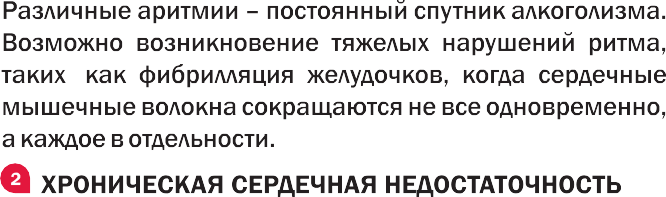 Различные аритмии – постоянный спутник алкоголизма.
Возможно возникновение тяжелых нарушений ритма,
таких как фибрилляция желудочков, когда сердечные
мышечные волокна сокращаются не все одновременно,
а каждое в отдельности.
2 ХРОНИЧЕСКАЯ СЕРДЕЧНАЯ НЕДОСТАТОЧНОСТЬ